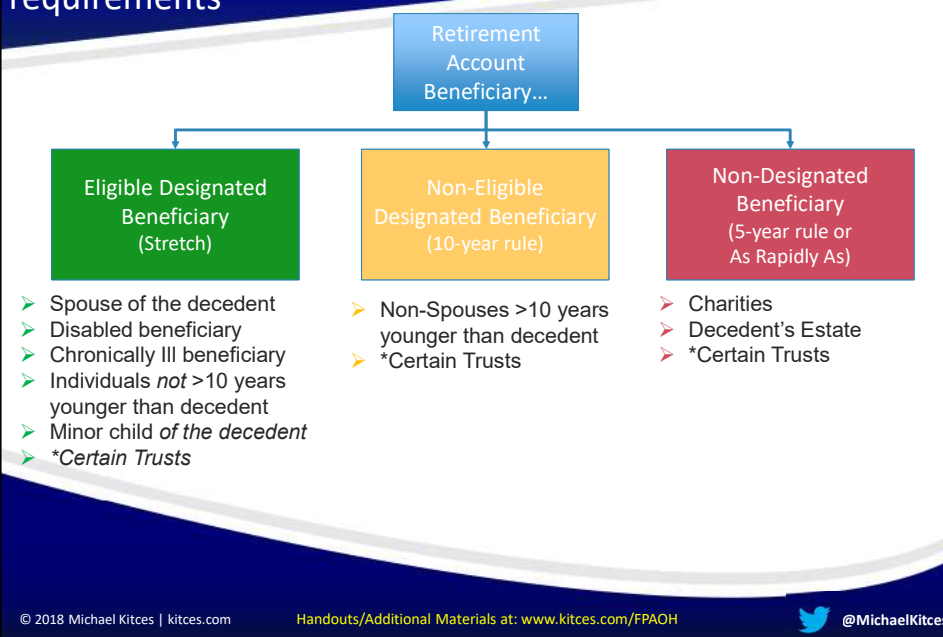 requirements
Retirement
Account
Beneficiary…
Eligible Designated
Beneficiary
(Stretch)
➢ Spouse of the decedent
➢ Disabled beneficiary
➢ Chronically Ill beneficiary
➢ Individuals not >10 years
younger than decedent
➢ Minor child of the decedent
➢ *Certain Trusts
Non-Eligible
Designated Beneficiary
(10-year rule)
➢ Non-Spouses >10 years
younger than decedent
➢ *Certain Trusts
Non-Designated
Beneficiary
(5-year rule or
As Rapidly As)
➢ Charities
➢ Decedent's Estate
➢ *Certain Trusts
© 2018 Michael Kitces | kitces.com
Handouts/Additional Materials at: www.kitces.com/FPAOH
@MichaelKitces